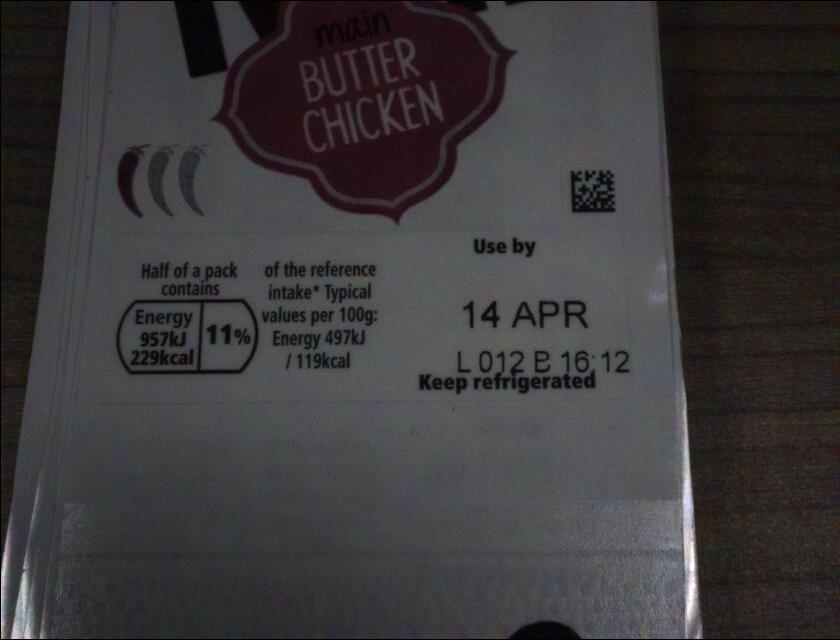 main
BUTTER
CHICKEN
Half of a pack
contains
Energy
957kJ
229kcal
11%
of the reference
intake* Typical
values per 100g:
Energy 497kJ
/ 119kcal
Use by
14 APR
L 012 B 16:12
Keep refrigerated